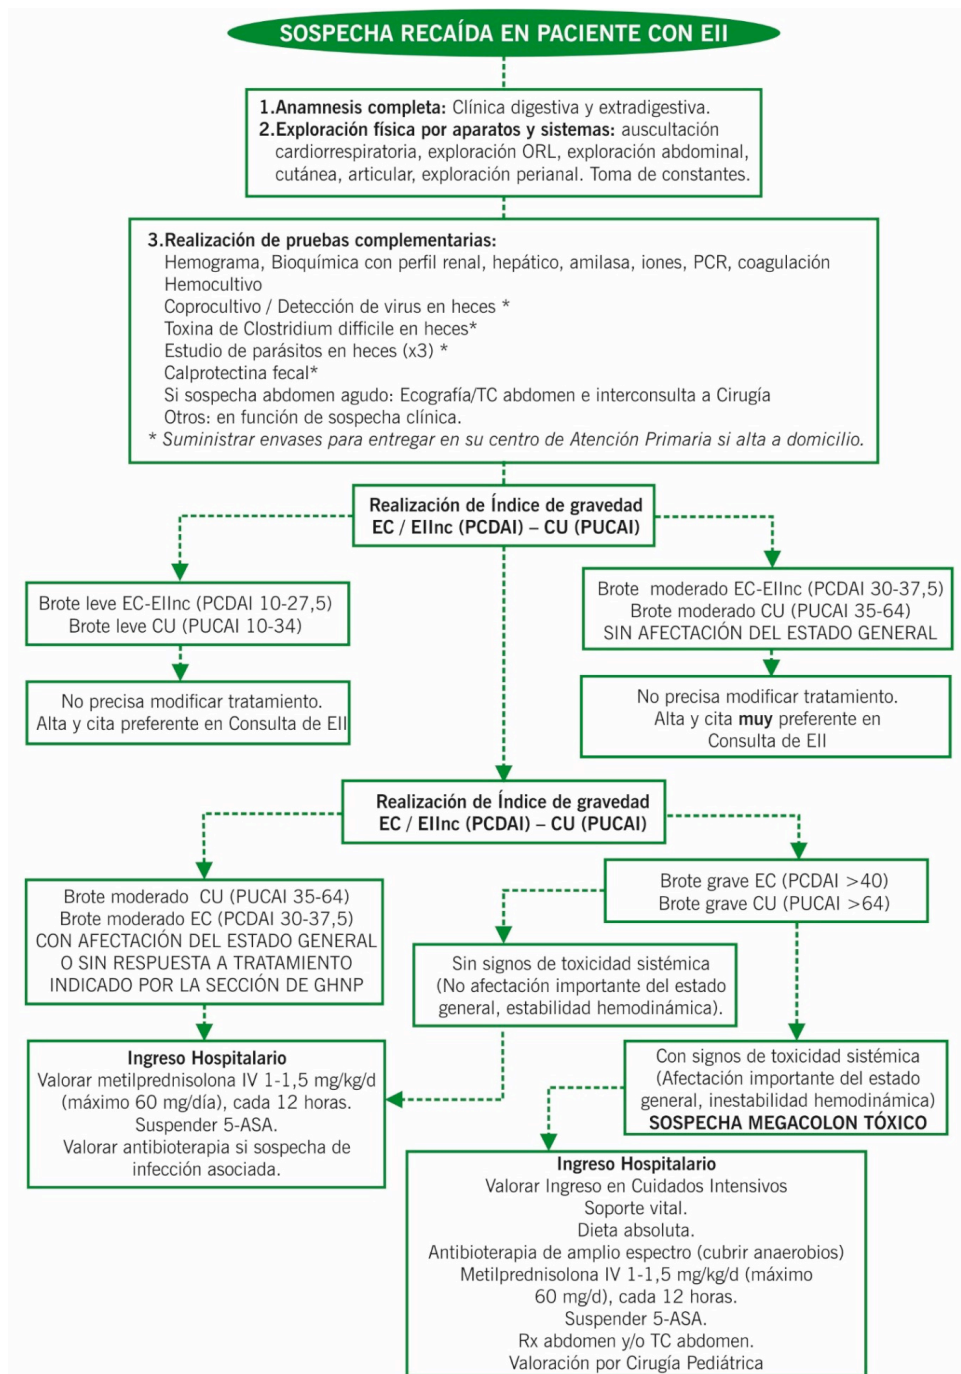 SOSPECHA RECAÍDA EN PACIENTE CON EII
1.Anamnesis completa: Clínica digestiva y extradigestiva.
2.Exploración física por aparatos y sistemas: auscultación
cardiorrespiratoria, exploración ORL, exploración abdominal,
cutánea, articular, exploración perianal. Toma de constantes.
3.Realización de pruebas complementarias:
Hemograma, Bioquímica con perfil renal, hepático, amilasa, iones, PCR, coagulación
Hemocultivo
Coprocultivo / Detección de virus en heces *
Toxina de Clostridium difficile en heces*
Estudio de parásitos en heces (x3) *
Calprotectina fecal*
Si sospecha abdomen agudo: Ecografía/TC abdomen e interconsulta a Cirugía
Otros: en función de sospecha clínica.
* Suministrar envases para entregar en su centro de Atención Primaria si alta a domicilio.
Realización de Índice de gravedad
EC / EIInc (PCDAI) – CU (PUCAI)
Brote leve EC-EIInc (PCDAI 10-27,5)
Brote leve CU (PUCAI 10-34)
No precisa modificar tratamiento.
Alta y cita preferente en Consulta de EII
Brote moderado EC-EIInc (PCDAI 30-37,5)
Brote moderado CU (PUCAI 35-64)
SIN AFECTACIÓN DEL ESTADO GENERAL
No precisa modificar tratamiento.
Alta y cita muy preferente en
Consulta de EII
Realización de Índice de gravedad
EC / EIInc (PCDAI) – CU (PUCAI)
Brote moderado CU (PUCAI 35-64)
Brote moderado EC (PCDAI 30-37,5)
CON AFECTACIÓN DEL ESTADO GENERAL
O SIN RESPUESTA A TRATAMIENTO
INDICADO POR LA SECCIÓN DE GHNP
Ingreso Hospitalario
Valorar metilprednisolona IV 1-1,5 mg/kg/d
(máximo 60 mg/día), cada 12 horas.
Suspender 5-ASA.
Valorar antibioterapia si sospecha de
infección asociada.
Brote grave EC (PCDAI >40)
Brote grave CU (PUCAI >64)
Sin signos de toxicidad sistémica
(No afectación importante del estado
general, estabilidad hemodinámica).
Con signos de toxicidad sistémica
(Afectación importante del estado
general, inestabilidad hemodinámica)
SOSPECHA MEGACOLON TÓXICO
Ingreso Hospitalario
Valorar Ingreso en Cuidados Intensivos
Soporte vital.
Dieta absoluta.
Antibioterapia de amplio espectro (cubrir anaerobios)
Metilprednisolona IV 1-1,5 mg/kg/d (máximo
60 mg/d), cada 12 horas.
Suspender 5-ASA.
Rx abdomen y/o TC abdomen.
Valoración por Cirugía Pediátrica